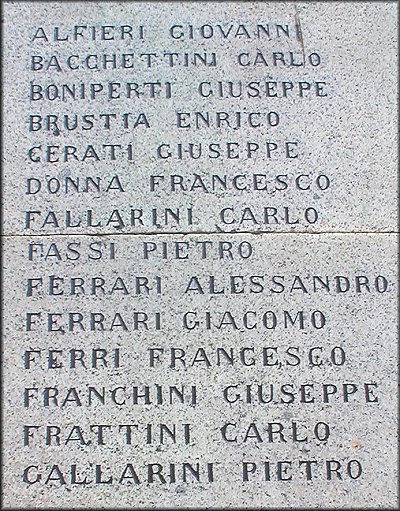 ALFIERI GIOVANNI
BACCHETTINI CARLO
BONIPERTI GIUSEPPE
BRUSTIA ENRICO
CERATI GIUSEPPE
DONNA FRANCESCO
FALLARINI CARLO
FASSI PIETRO
FERRARI ALESSANDRO
FERRARI GIACOMO
FERRI FRANCESCO
FRANCHINI GIUSEPPE
FRATTINI CARLO
GALLARINI PIETRO